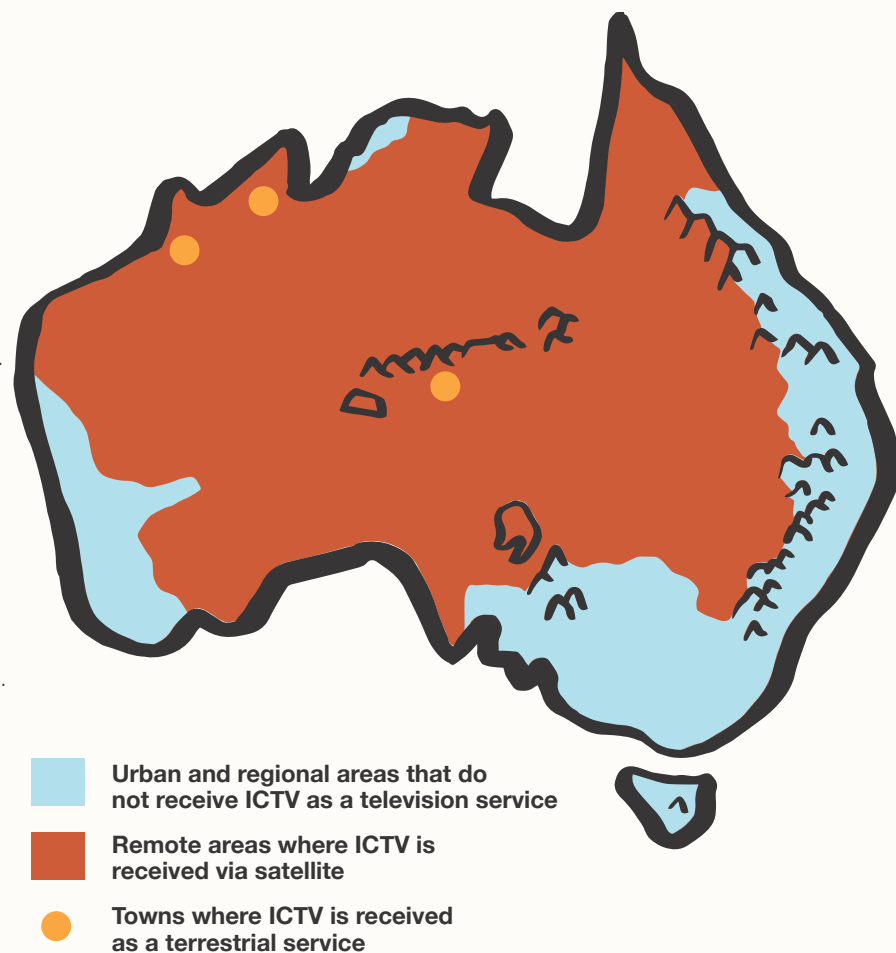 Urban and regional areas that do
not receive ICTV as a television service
Remote areas where ICTV is
received via satellite
Towns where ICTV is received
as a terrestrial service